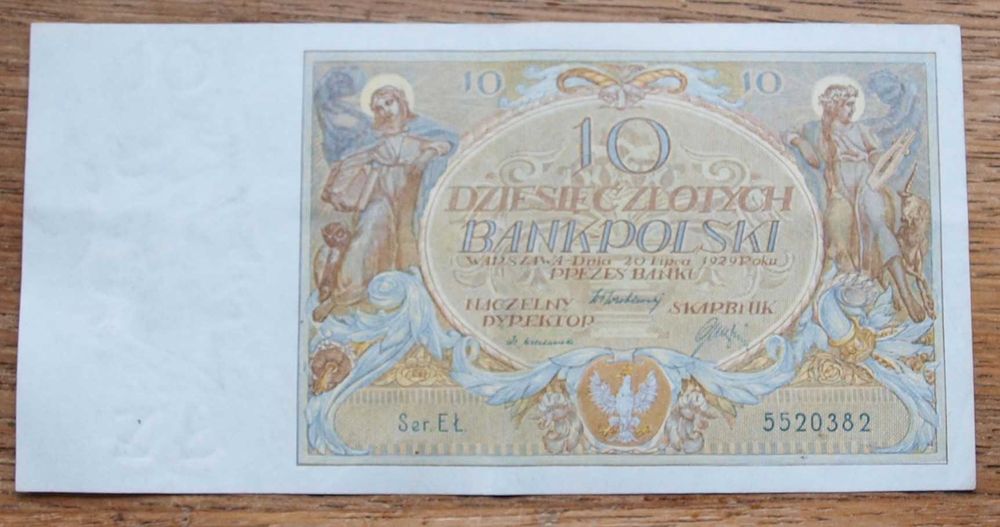 10 10
10
DZIESIĘĆ ZŁOTYCH
BANK POLSKI
WARSZAWA-Dnia 20 Lipca 1929 Roku
PREZES BANKU
NACZELNY SKARBNIK
DYREKTOR
Ser. EŁ. 5520382